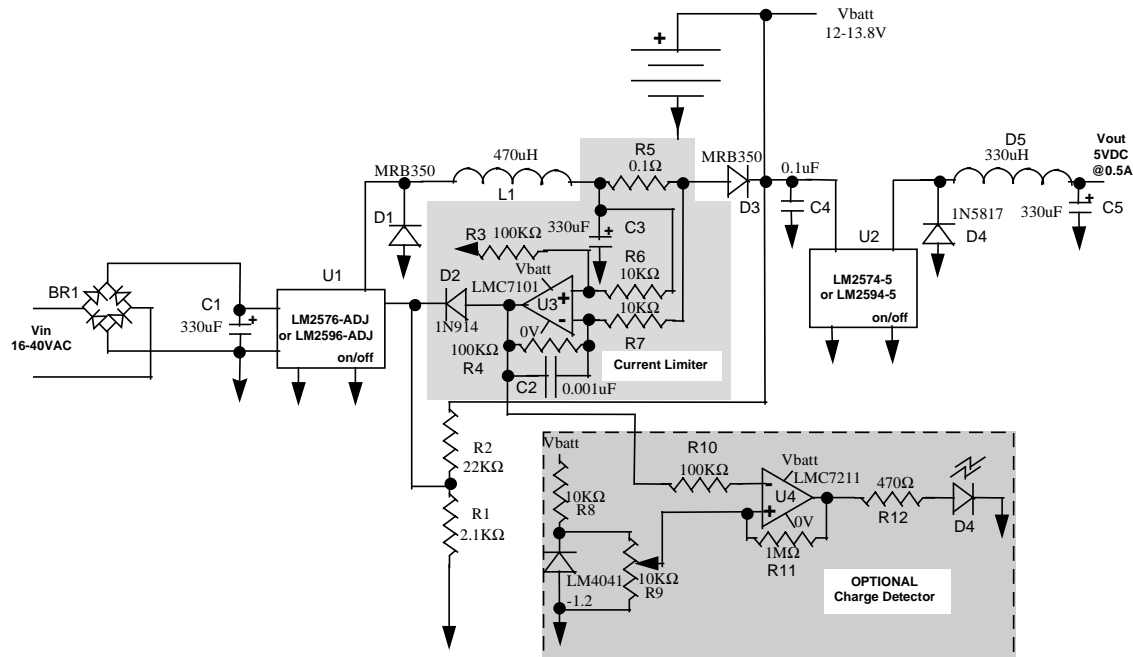 Vbatt
12-13.8V
+
MRB350
470uH
L1
R5
0.1Ω
MRB350
D3
0.1uF
C4
D5
330uH
Vout
5VDC
@0.5A
1N5817
D4
330uF
+
C5
D1
R3
100KΩ
330uF
+
C3
R6
10KΩ
Vbatt
D2
LMC7101
U3
+
-
10KΩ
1N914
0V
R7
100KΩ
R4
C2
0.001uF
Current Limiter
BR1
Vin
16-40VAC
C1
330uF
+
U1
LM2576-ADJ
or LM2596-ADJ
on/off
U2
LM2574-5
or LM2594-5
on/off
R2
22KΩ
R1
2.1KΩ
Vbatt
10KΩ
R8
LM4041
-1.2
10KΩ
R9
R10
100KΩ
Vbatt
LMC7211
-
U4
+
0V
1MΩ
R11
470Ω
R12
D4
OPTIONAL
Charge Detector